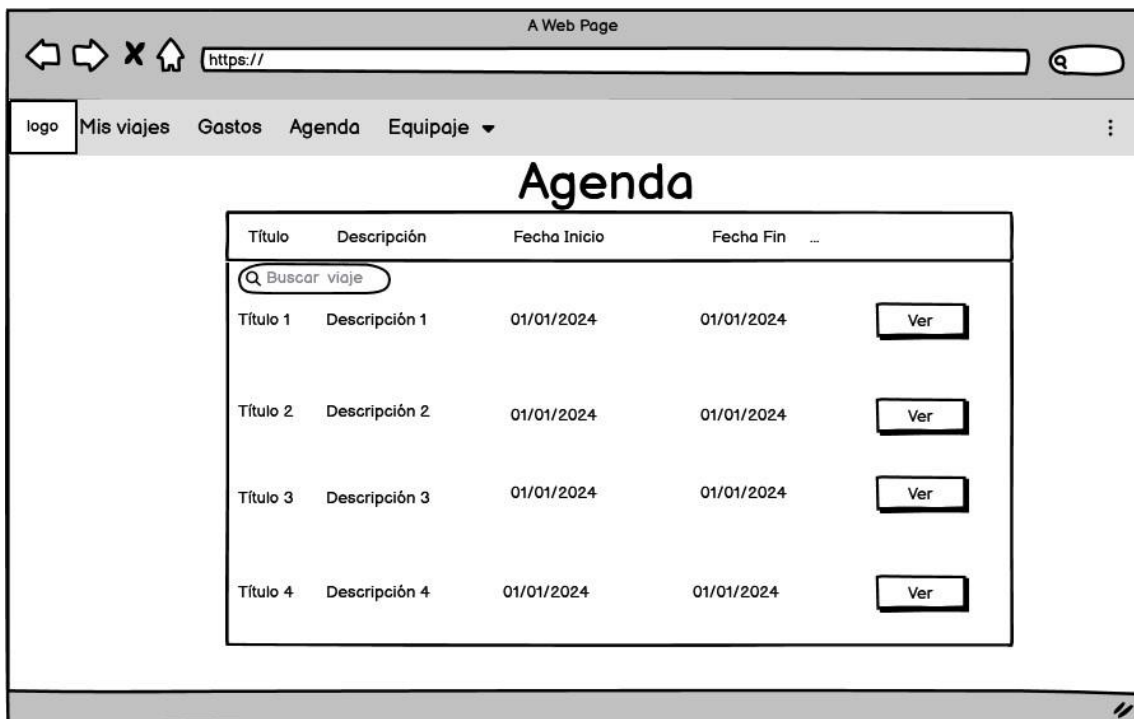 A Web Page
https://
logo Mis viajes Gastos Agenda Equipaje
Agenda
Título Descripción Fecha Inicio Fecha Fin ...
Buscar viaje
Título 1 Descripción 1 01/01/2024 01/01/2024 Ver
Título 2 Descripción 2 01/01/2024 01/01/2024 Ver
Título 3 Descripción 3 01/01/2024 01/01/2024 Ver
Título 4 Descripción 4 01/01/2024 01/01/2024 Ver